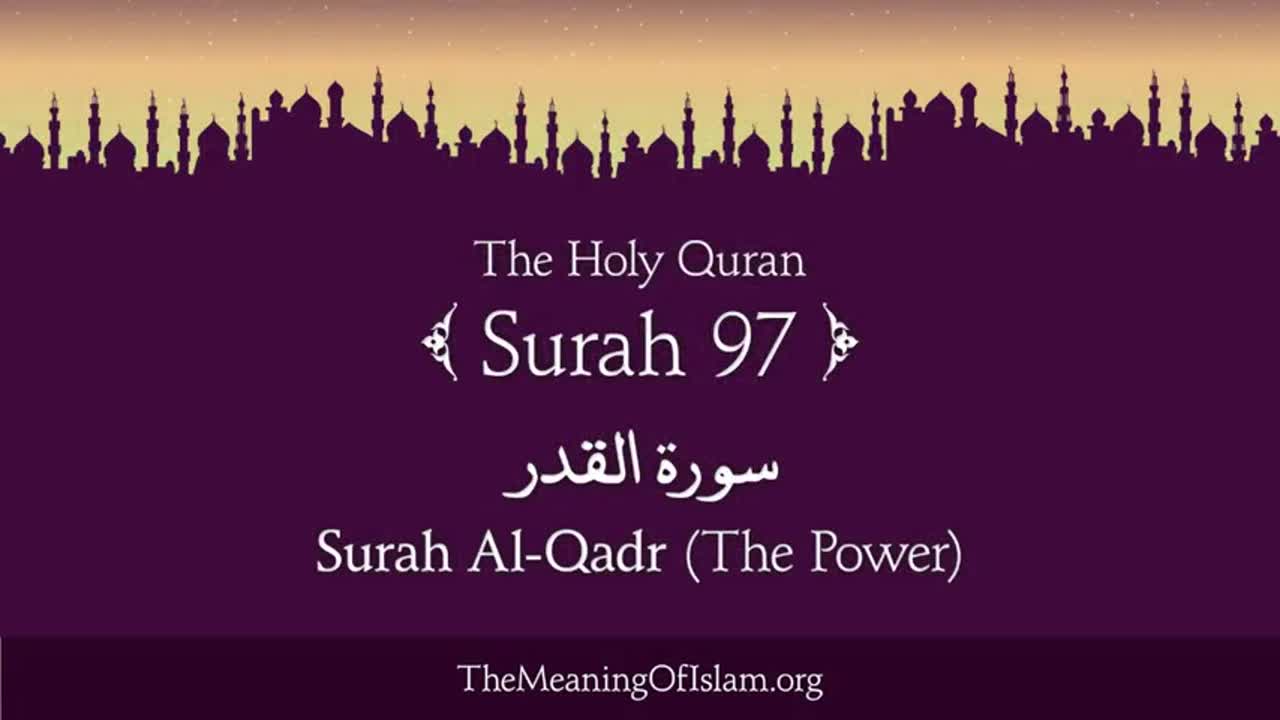 The Holy Quran
Surah 97
سورة القدر
Surah Al-Qadr (The Power)
TheMeaningOfIslam.org